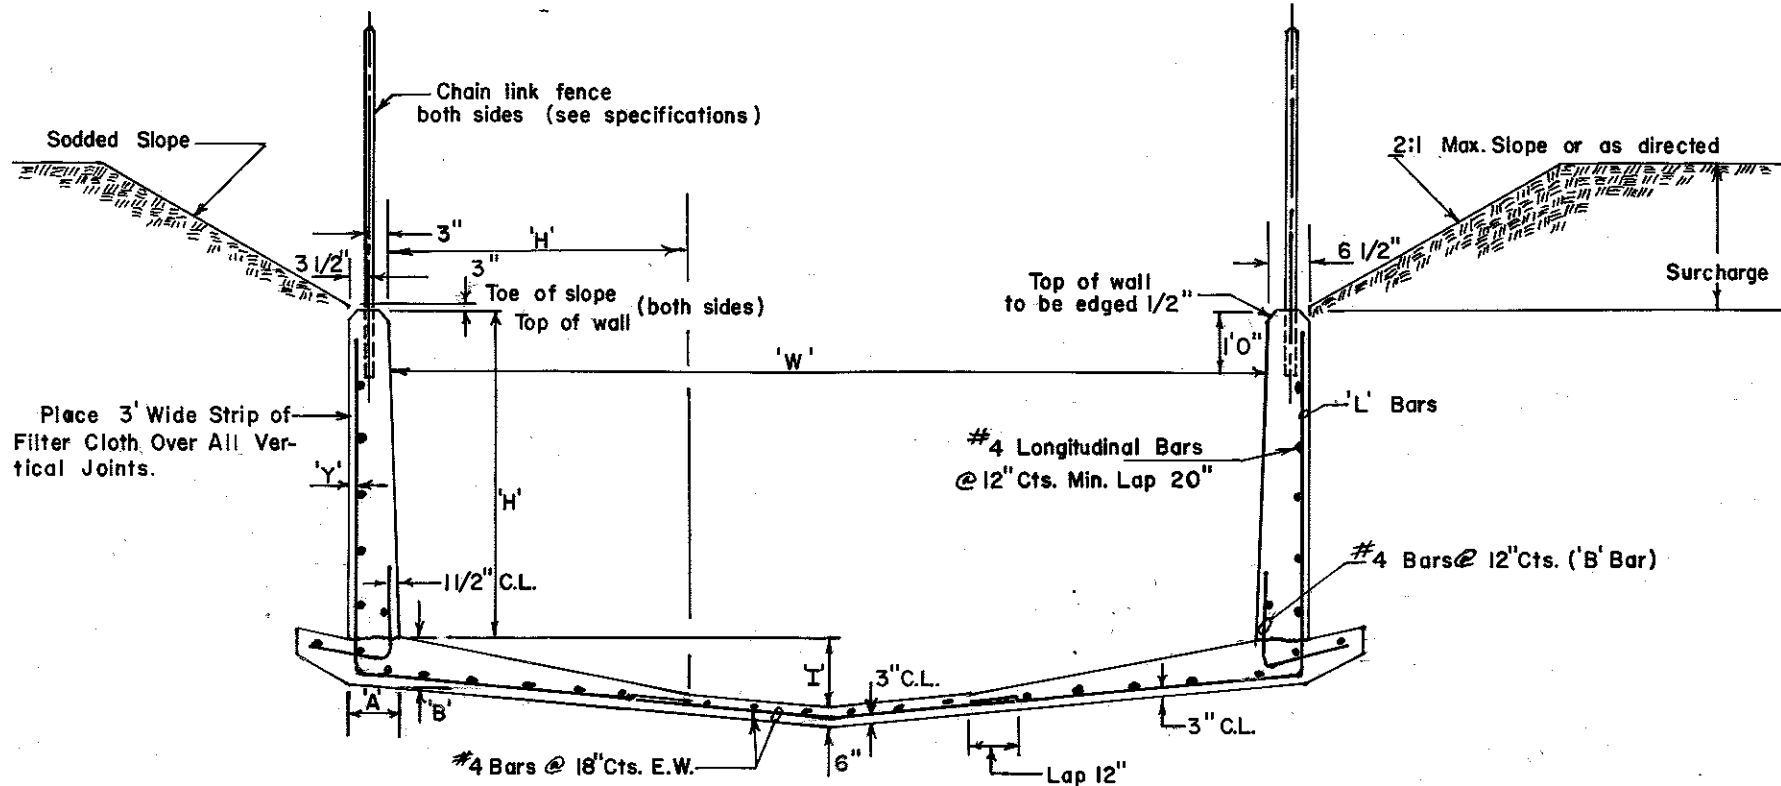 Chain link fence
both sides (see specifications)
Sodded Slope
2:1 Max. Slope or as directed
3"
'H'
3 1/2"
3"
6 1/2"
Toe of slope
Top of wall
(both sides)
Top of wall
to be edged 1/2"
Surcharge
1'0"
'W'
Place 3' Wide Strip of
Filter Cloth Over All Ver-
tical Joints.
'L' Bars
#4 Longitudinal Bars
@ 12" Cts. Min. Lap 20"
'Y'
'H'
#4 Bars @ 12" Cts. ('B' Bar)
1 1/2" C.L.
'I'
3" C.L.
'A'
'B'
3" C.L.
#4 Bars @ 18" Cts. E.W.
6"
Lap 12"